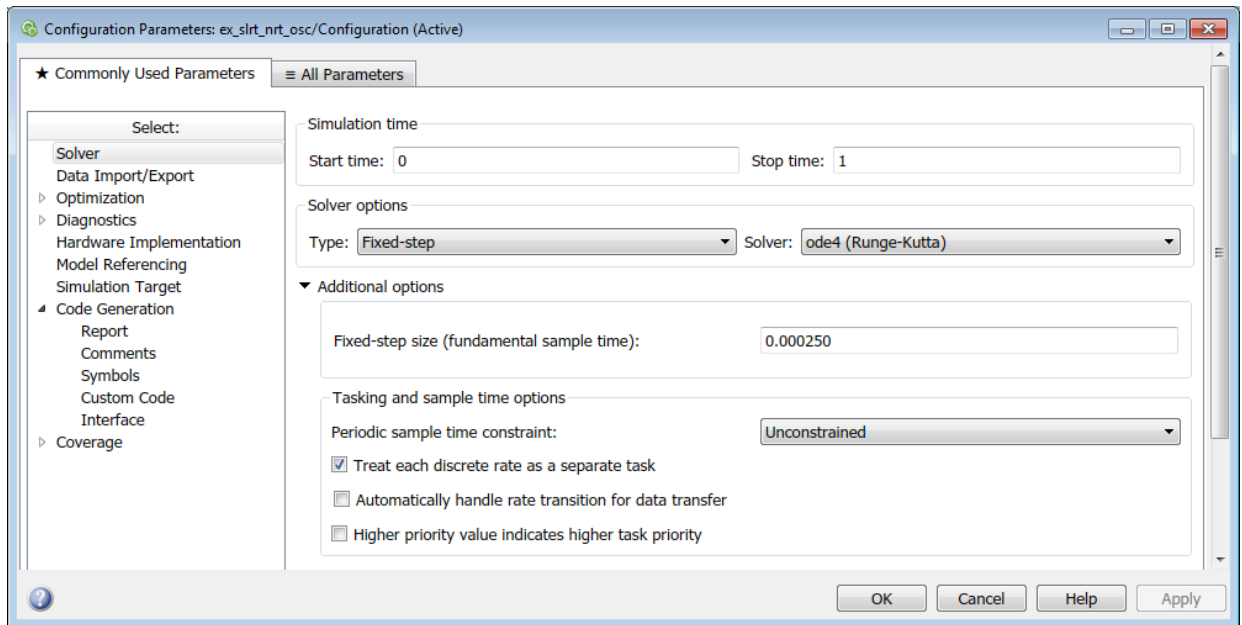 Configuration Parameters: ex_slrt_nrt_osc/Configuration (Active)
★ Commonly Used Parameters
≡ All Parameters
Select:
Solver
Data Import/Export
Optimization
Diagnostics
Hardware Implementation
Model Referencing
Simulation Target
Code Generation
Report
Comments
Symbols
Custom Code
Interface
Coverage
Simulation time
Start time: 0 Stop time: 1
Solver options
Type: Fixed-step Solver: ode4 (Runge-Kutta)
Additional options
Fixed-step size (fundamental sample time): 0.000250
Tasking and sample time options
Periodic sample time constraint: Unconstrained
Treat each discrete rate as a separate task
Automatically handle rate transition for data transfer
Higher priority value indicates higher task priority
?
OK Cancel Help Apply